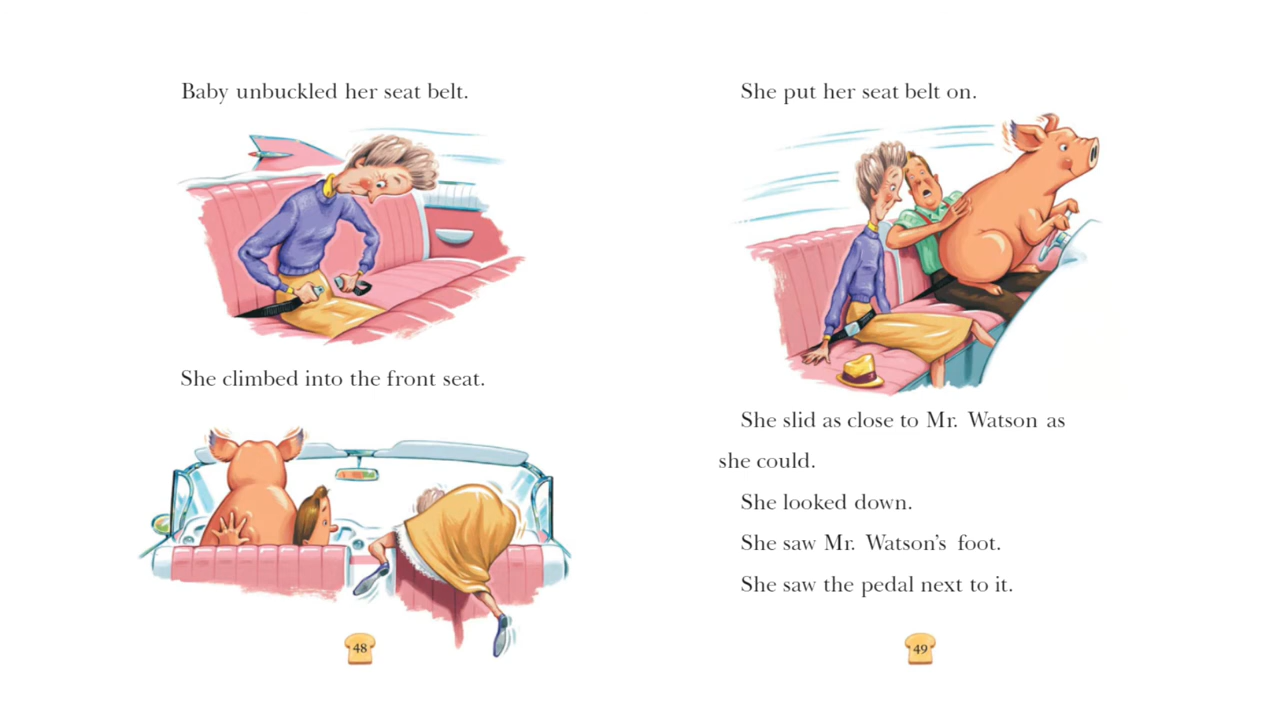 Baby unbuckled her seat belt.
She climbed into the front seat.
48
She put her seat belt on.
She slid as close to Mr. Watson as
she could.
She looked down.
She saw Mr. Watson’s foot.
She saw the pedal next to it.
49